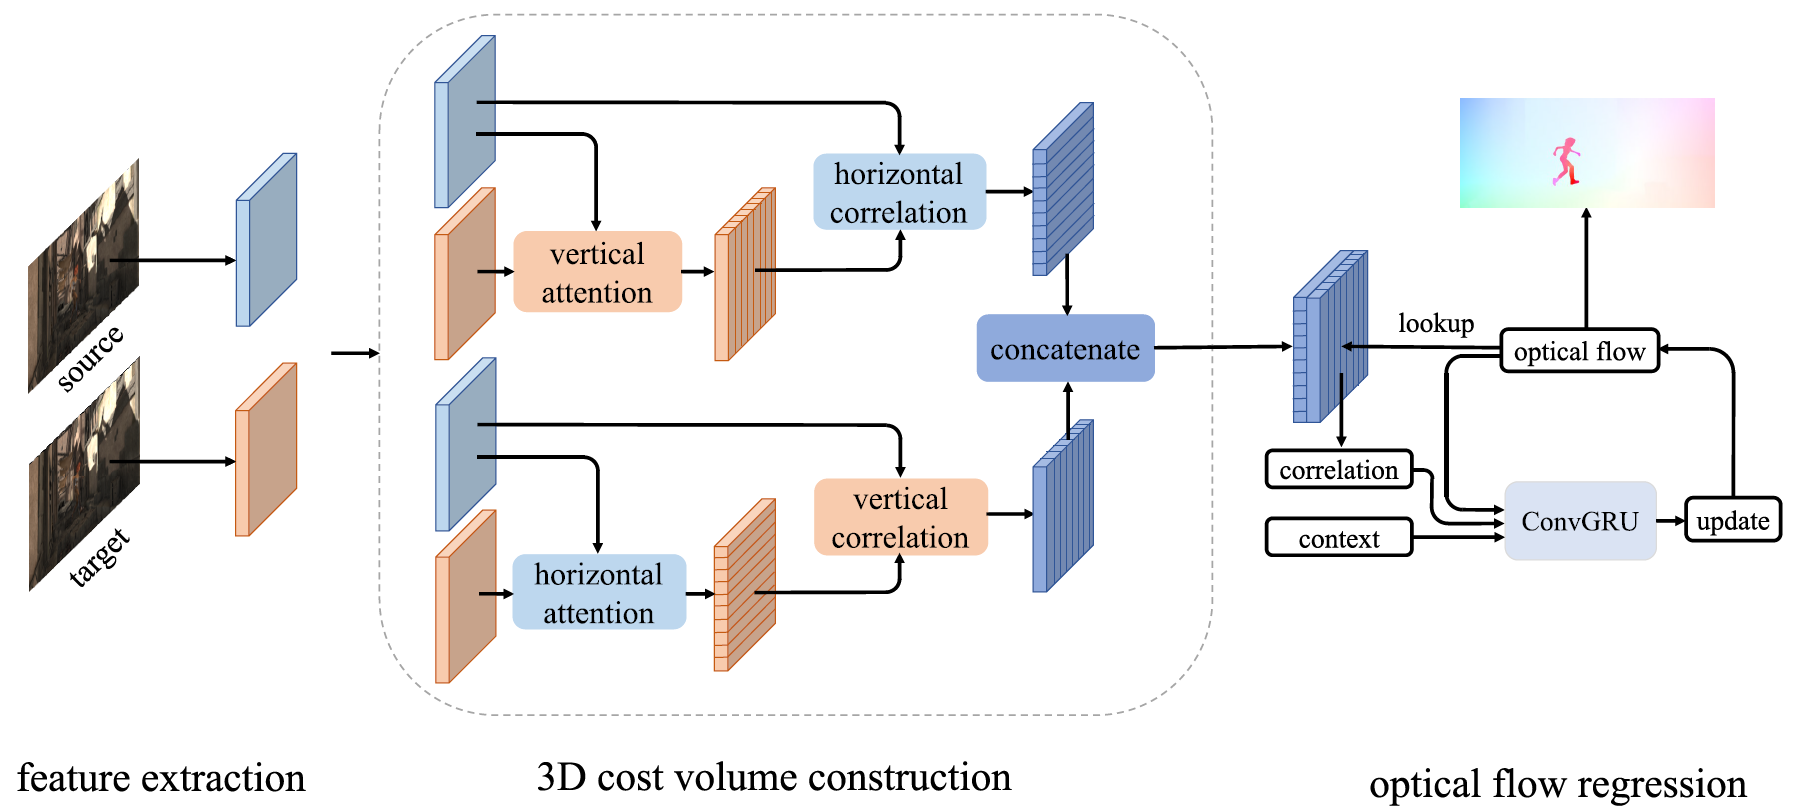 source
target
feature extraction
horizontal
correlation
vertical
attention
concatenate
vertical
correlation
horizontal
attention
3D cost volume construction
lookup
optical flow
correlation
context
ConvGRU
update
optical flow regression